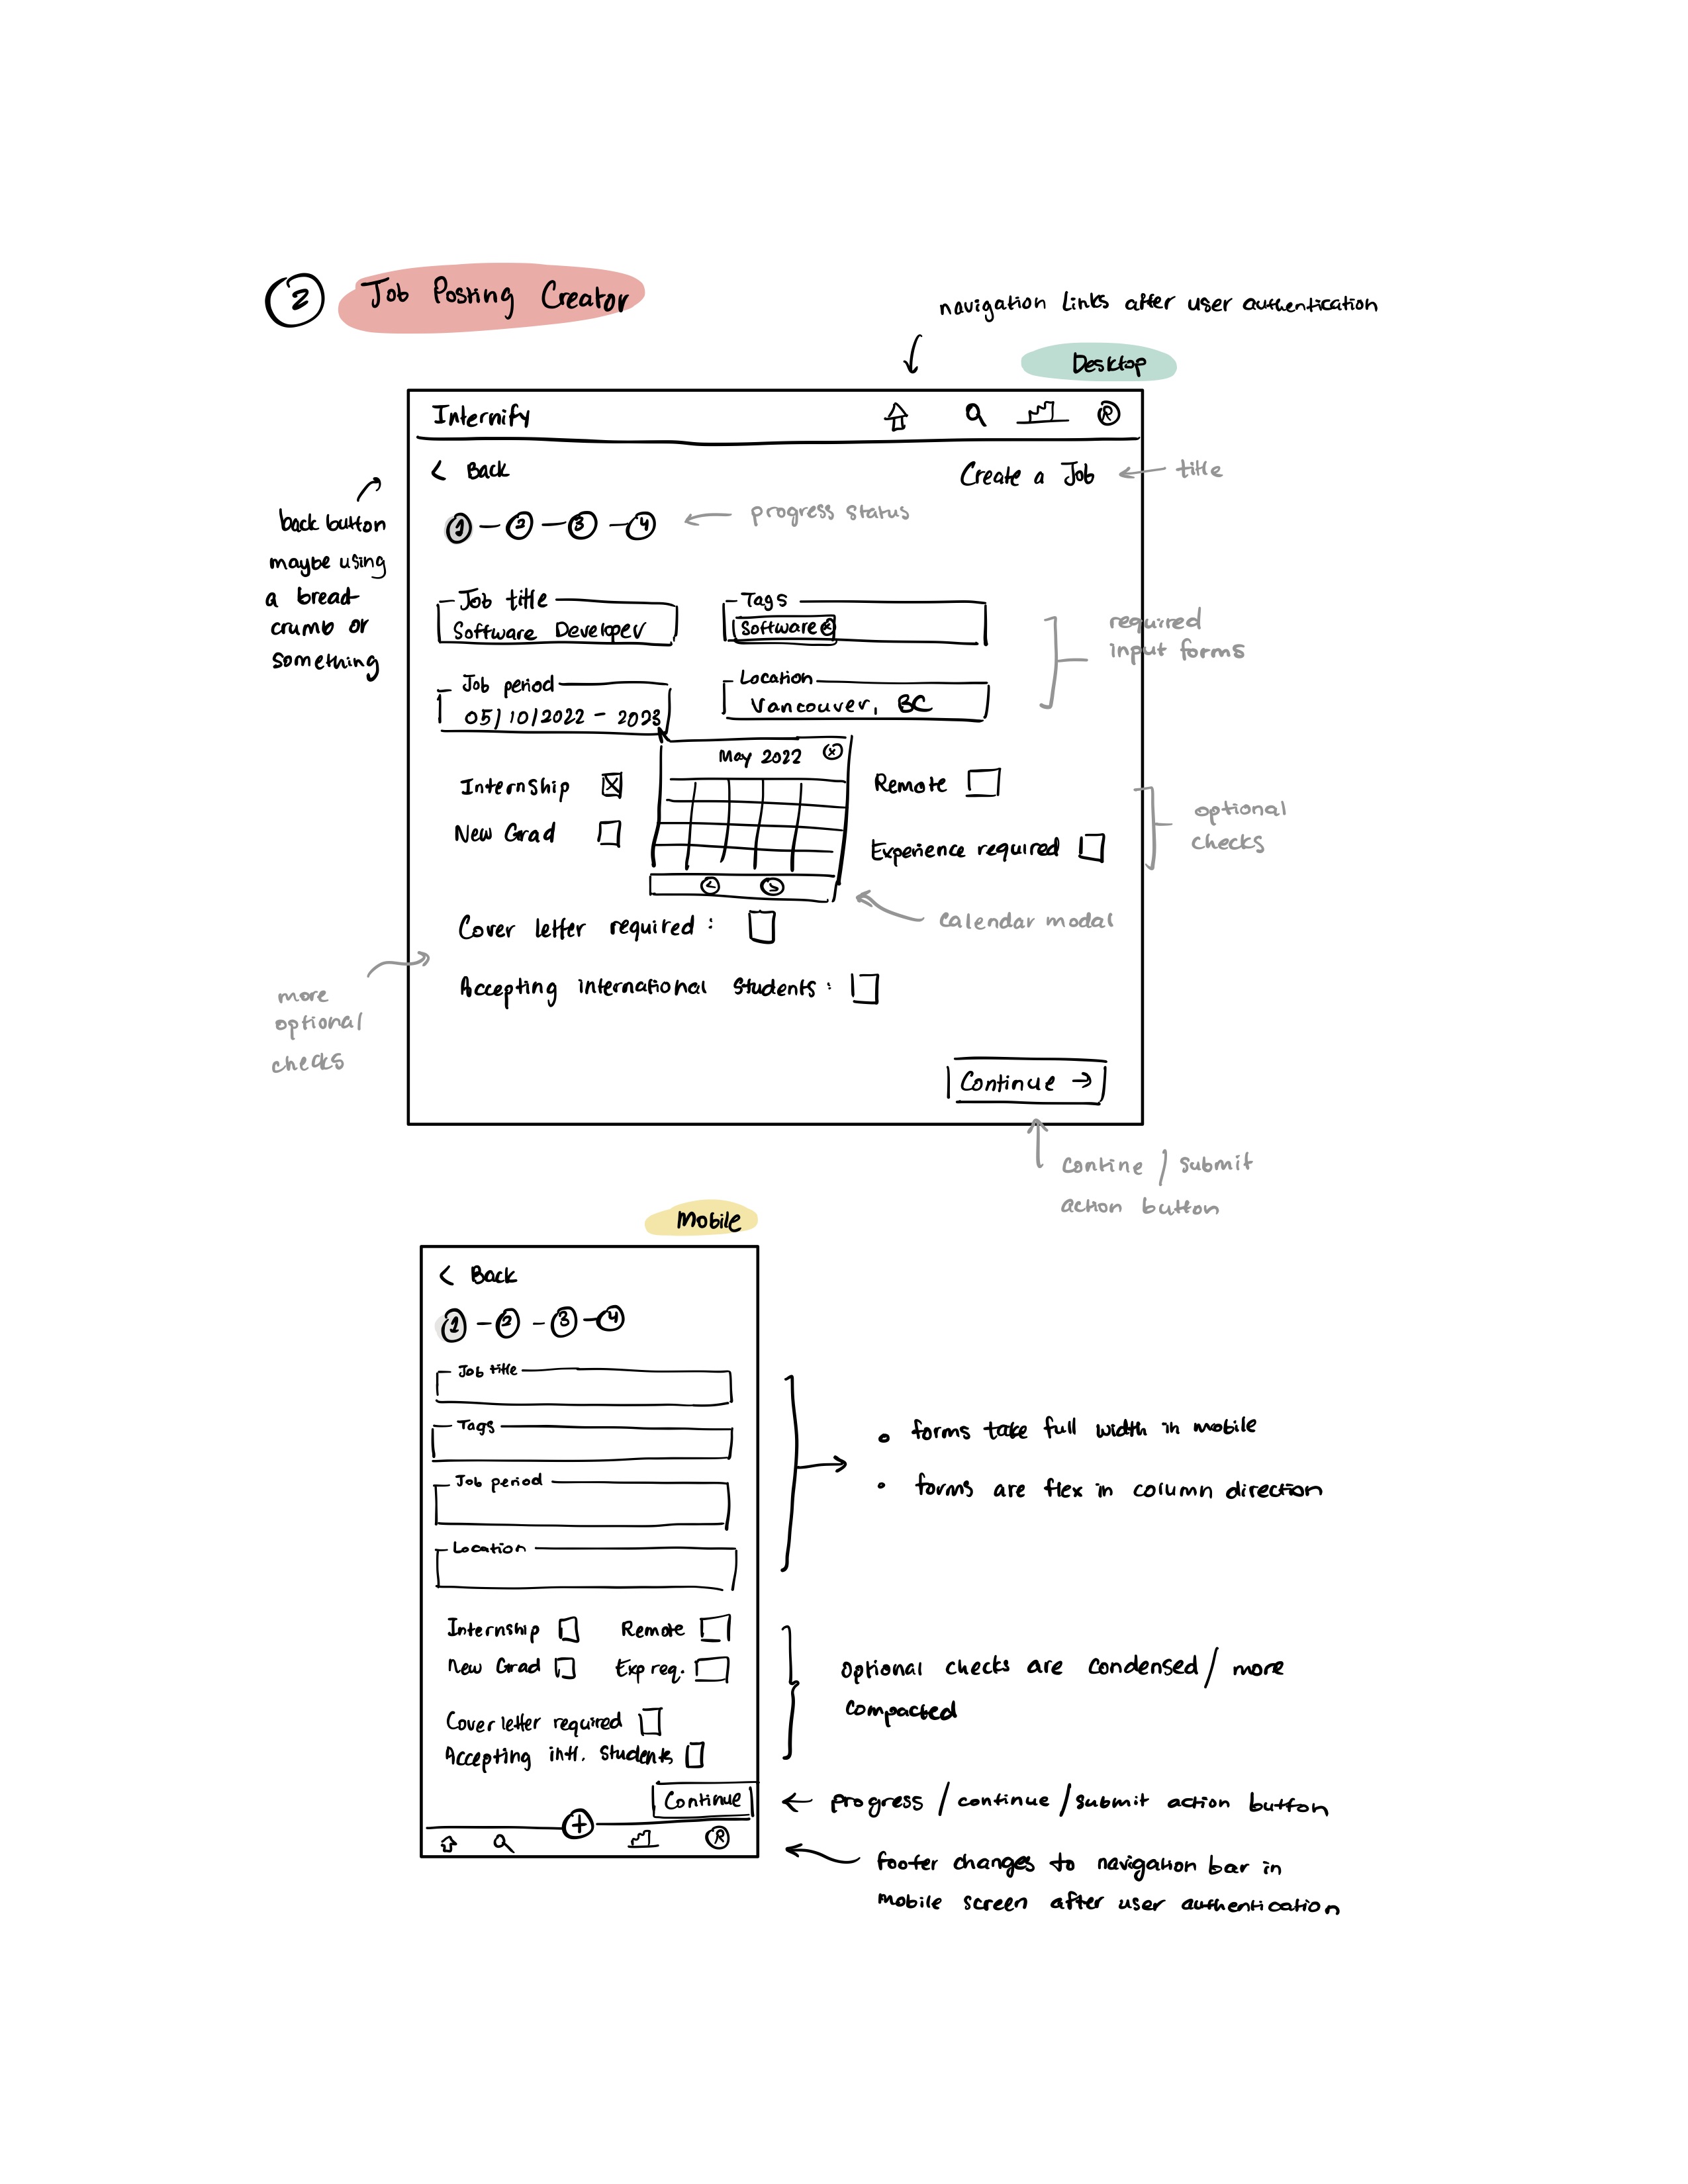 2 Job Posting Creator
navigation links after user authentication
Desktop
Internify
R
< Back
Create a Job
title
1 - 2 - 3 - 4
progress status
back button
maybe using
a bread
crumb or
something
Job title
Software Developer
Tags
Software x
required
input forms
Job period
05/10/2022 - 2023
Location
Vancouver, BC
May 2022 x
Internship
Remote
New Grad
Experience required
optional
checks
< >
calendar modal
Cover letter required :
Accepting international students :
more
optional
checks
Continue →
contine / submit
action button
Mobile
< Back
1 - 2 - 3 - 4
Job title
Tags
Job period
Location
forms take full width in mobile
forms are flex in column direction
Internship
Remote
New Grad
Exp req.
Cover letter required
Accepting intl. students
optional checks are condensed / more
compacted
Continue
progress / continue / submit action button
+
R
footer changes to navigation bar in
mobile screen after user authentication